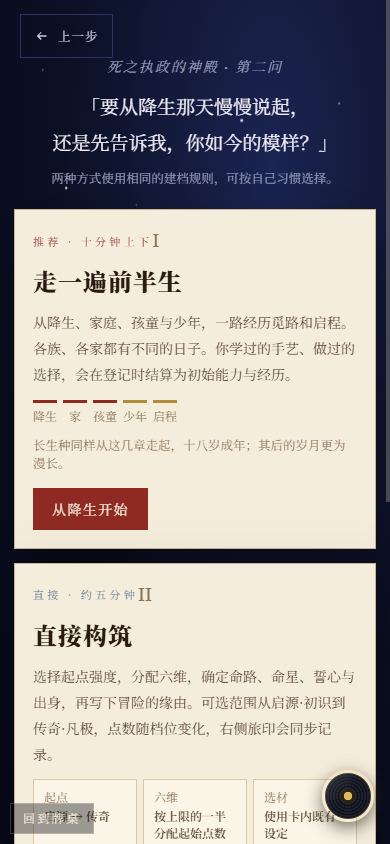 ← 上一步
死之执政的神殿 · 第二问
「要从降生那天慢慢说起,
还是先告诉我，你如今的模样？」
两种方式使用相同的建档规则，可按自己习惯选择。
推荐 · 十分钟上下 I
走一遍前半生
从降生、家庭、孩童与少年，一路经历觅路和启程。
各族、各家都有不同的日子。你学过的手艺、做过的
选择，会在登记时结算为初始能力与经历。
降生 家 孩童 少年 启程
长生种同样从这几章走起，十八岁成年；其后的岁月更为
漫长。
从降生开始
直接 · 约五分钟 II
直接构筑
选择起点强度，分配六维，确定命路、命星、誓心与
出身，再写下冒险的缘由。可选范围从启源·初识到
传奇·凡极，点数随档位变化，右侧旅印会同步记
录。
起点 六维 选材
传奇 按上限的一半 使用卡内既有
回到牌桌 分配起始点数 设定